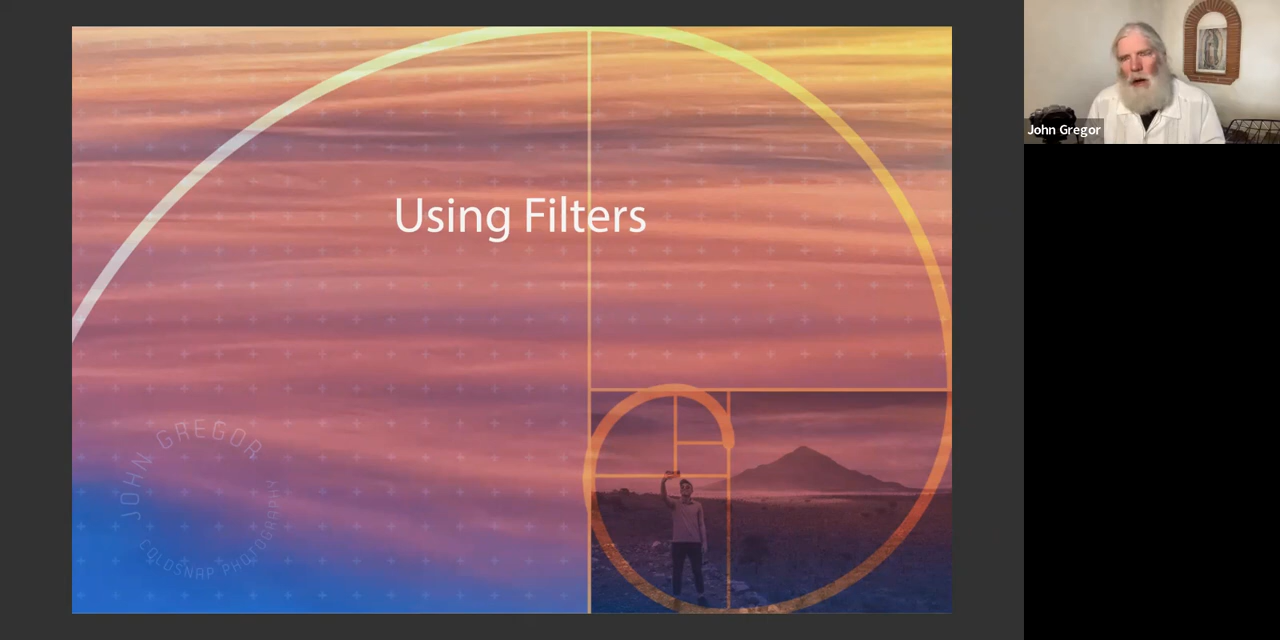 Using Filters
JOHN GREGOR
COLDSNAP PHOTOGRAPHY
John Gregor